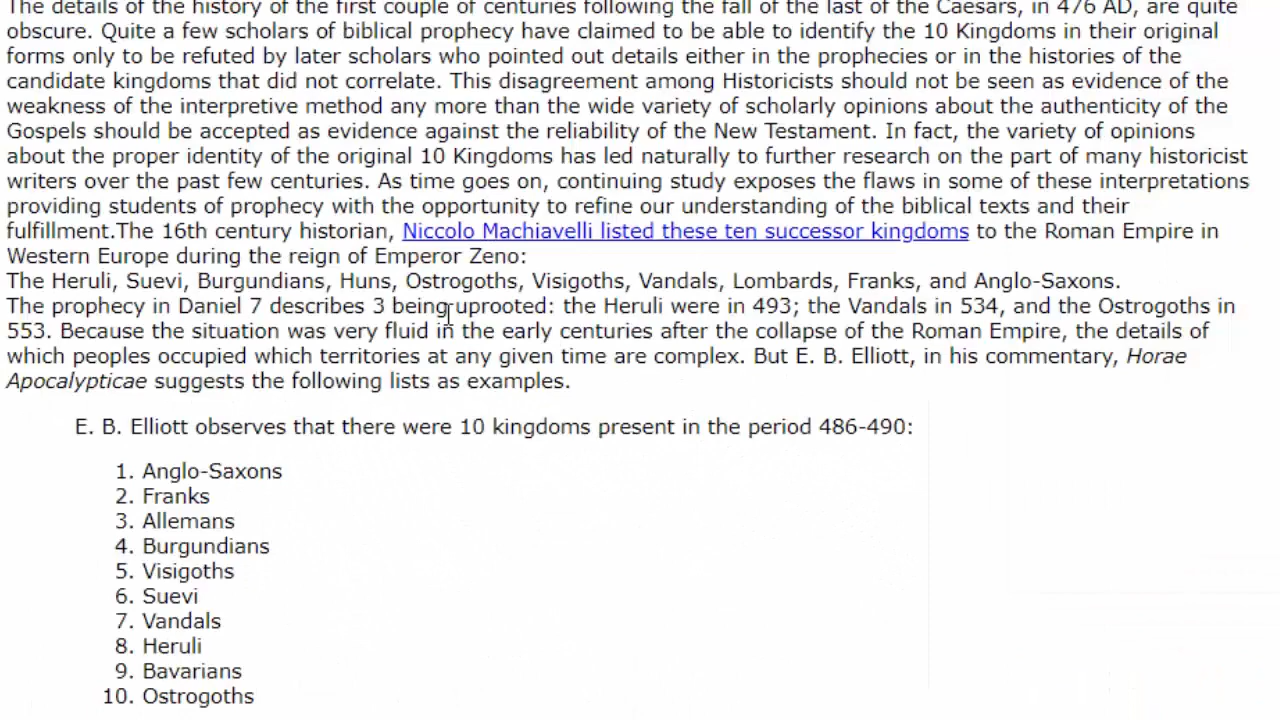 The details of the history of the first couple of centuries following the fall of the last of the Caesars, in 476 AD, are quite
obscure. Quite a few scholars of biblical prophecy have claimed to be able to identify the 10 Kingdoms in their original
forms only to be refuted by later scholars who pointed out details either in the prophecies or in the histories of the
candidate kingdoms that did not correlate. This disagreement among Historicists should not be seen as evidence of the
weakness of the interpretive method any more than the wide variety of scholarly opinions about the authenticity of the
Gospels should be accepted as evidence against the reliability of the New Testament. In fact, the variety of opinions
about the proper identity of the original 10 Kingdoms has led naturally to further research on the part of many historicist
writers over the past few centuries. As time goes on, continuing study exposes the flaws in some of these interpretations
providing students of prophecy with the opportunity to refine our understanding of the biblical texts and their
fulfillment.The 16th century historian, Niccolo Machiavelli listed these ten successor kingdoms to the Roman Empire in
Western Europe during the reign of Emperor Zeno:
The Heruli, Suevi, Burgundians, Huns, Ostrogoths, Visigoths, Vandals, Lombards, Franks, and Anglo-Saxons.
The prophecy in Daniel 7 describes 3 being uprooted: the Heruli were in 493; the Vandals in 534, and the Ostrogoths in
553. Because the situation was very fluid in the early centuries after the collapse of the Roman Empire, the details of
which peoples occupied which territories at any given time are complex. But E. B. Elliott, in his commentary, Horae
Apocalypticae suggests the following lists as examples.
E. B. Elliott observes that there were 10 kingdoms present in the period 486-490:
1. Anglo-Saxons
2. Franks
3. Allemans
4. Burgundians
5. Visigoths
6. Suevi
7. Vandals
8. Heruli
9. Bavarians
10. Ostrogoths